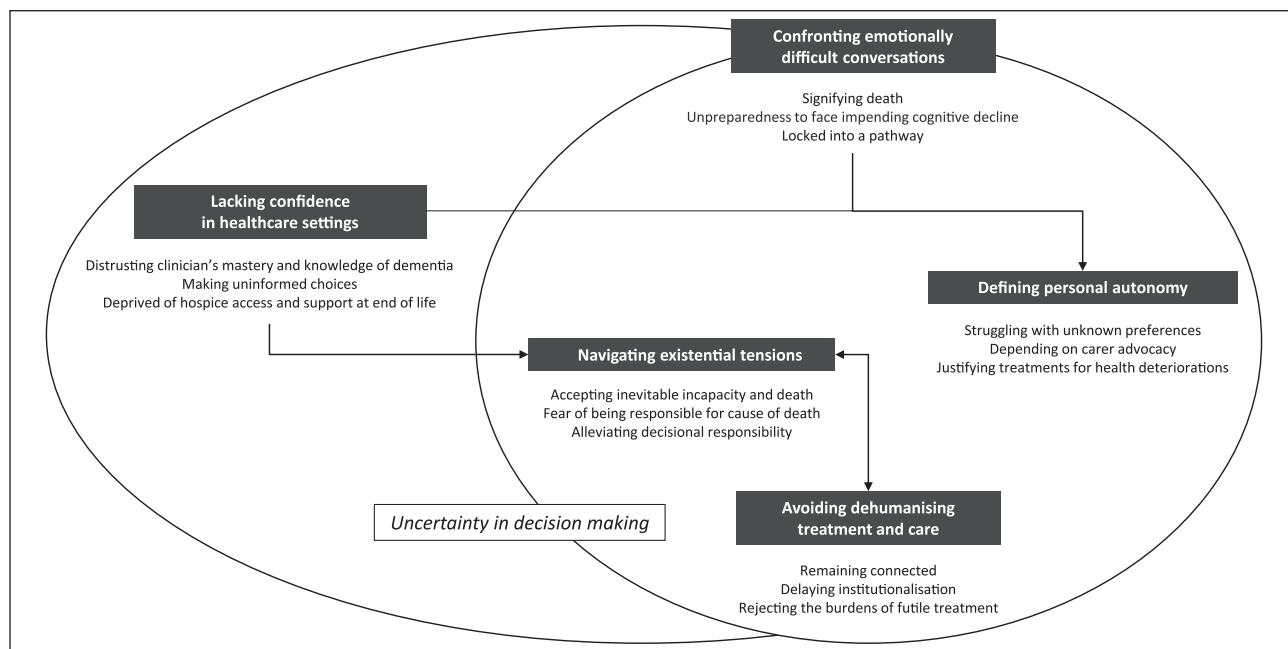 Confronting emotionally
difficult conversations
Signifying death
Unpreparedness to face impending cognitive decline
Locked into a pathway
Lacking confidence
in healthcare settings
Distrusting clinician's mastery and knowledge of dementia
Making uninformed choices
Deprived of hospice access and support at end of life
Defining personal autonomy
Struggling with unknown preferences
Depending on carer advocacy
Justifying treatments for health deteriorations
Navigating existential tensions
Accepting inevitable incapacity and death
Fear of being responsible for cause of death
Alleviating decisional responsibility
Uncertainty in decision making
Avoiding dehumanising
treatment and care
Remaining connected
Delaying institutionalisation
Rejecting the burdens of futile treatment